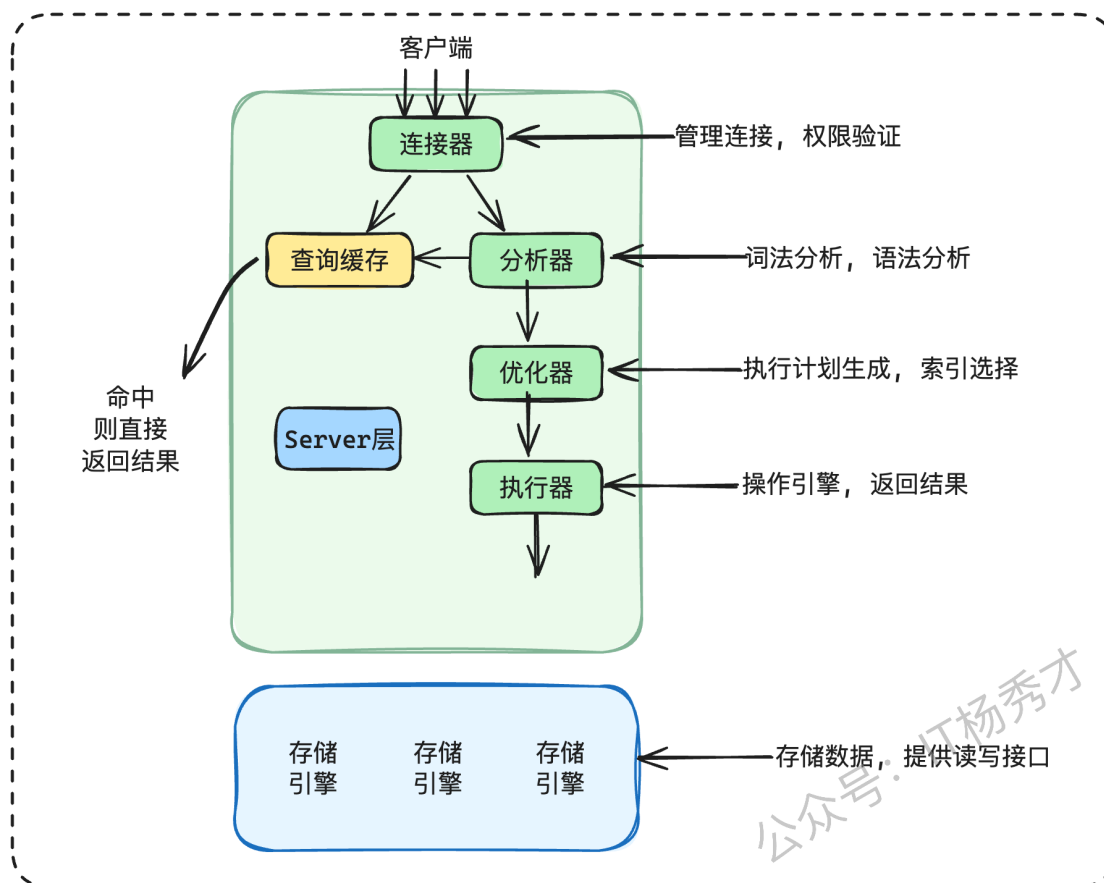 客户端
连接器
管理连接，权限验证
查询缓存
分析器
词法分析，语法分析
优化器
执行计划生成，索引选择
命中
则直接
返回结果
Server层
执行器
操作引擎，返回结果
存储
引擎
存储
引擎
存储
引擎
存储数据，提供读写接口
公众号：IT杨秀才